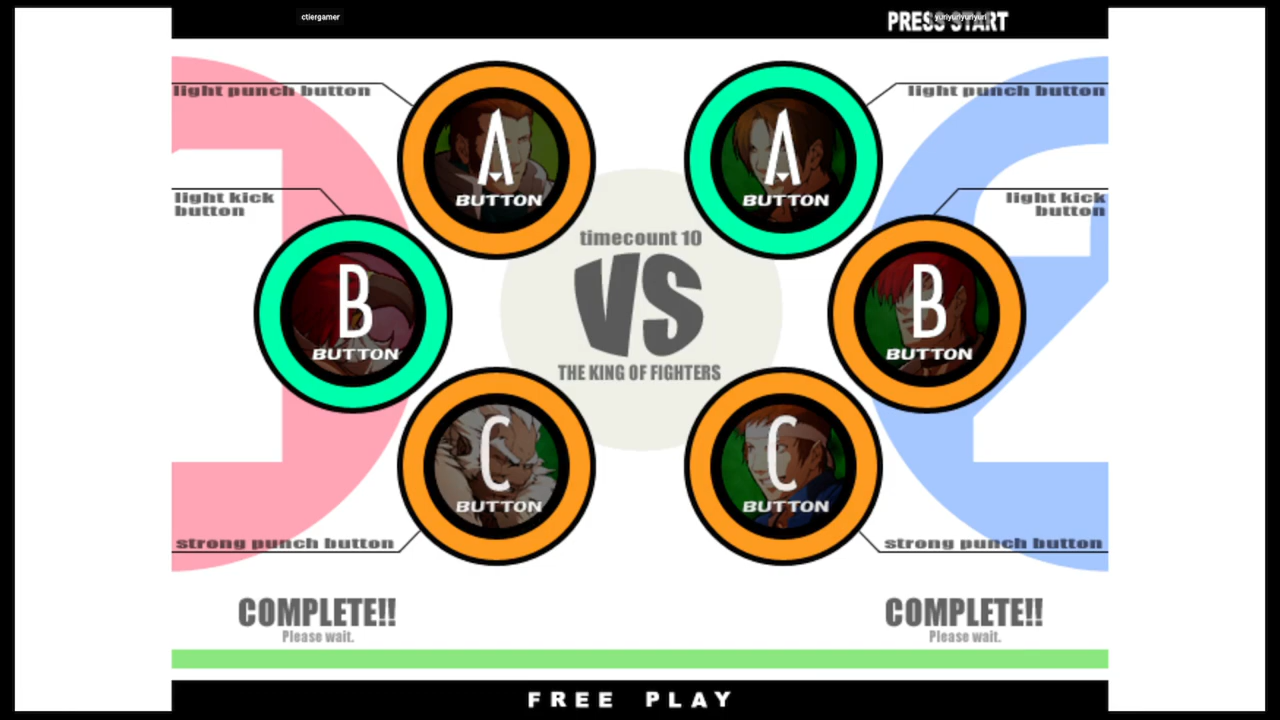 ctiergamer
PRESS START
yuriyuriyuriyuri
light punch button
light punch button
A
BUTTON
A
BUTTON
light kick
button
light kick
button
timecount 10
VS
THE KING OF FIGHTERS
B
BUTTON
B
BUTTON
C
BUTTON
C
BUTTON
strong punch button
strong punch button
COMPLETE!!
Please wait.
COMPLETE!!
Please wait.
FREE PLAY